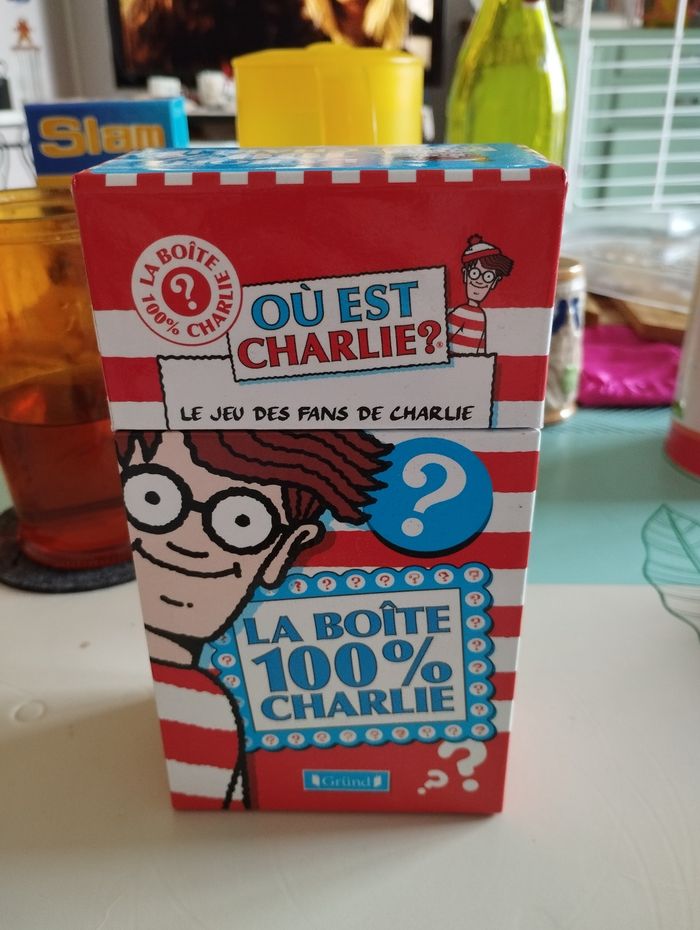 Slam
LA BOÎTE
?
100% CHARLIE
OÙ EST
CHARLIE?®
LE JEU DES FANS DE CHARLIE
?
LA BOÎTE
100%
CHARLIE
Gründ
? ?